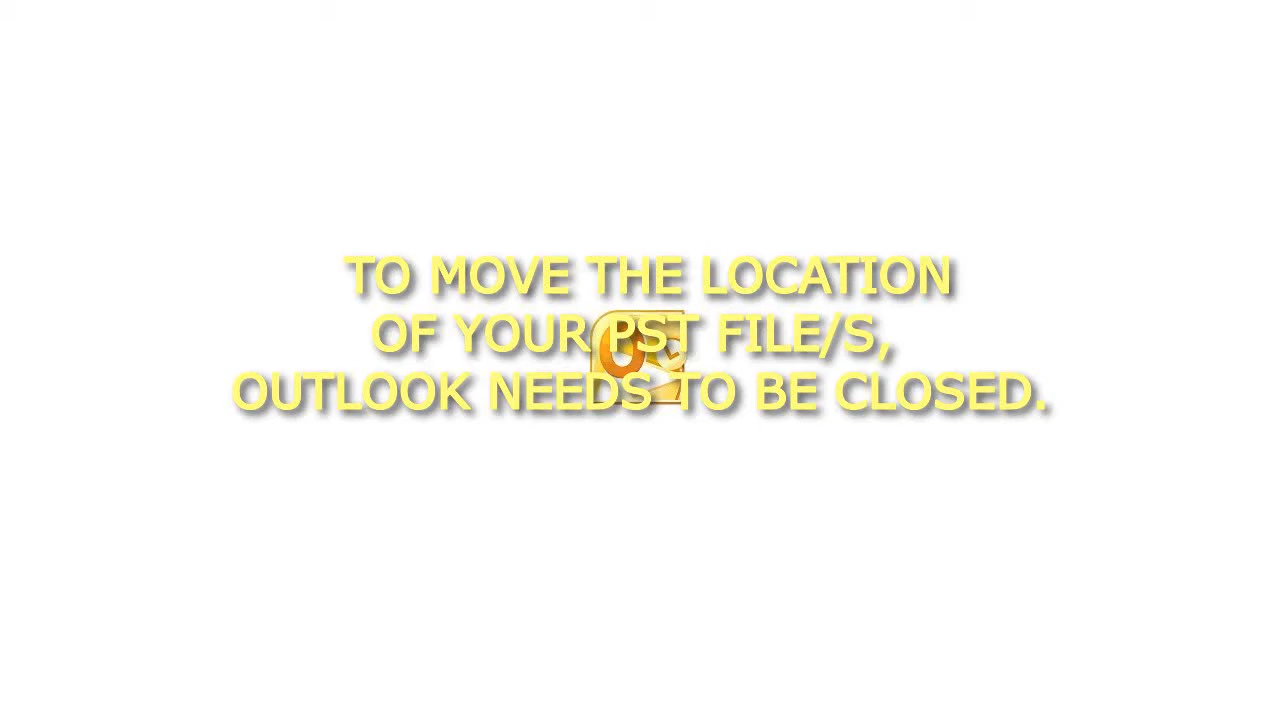 TO MOVE THE LOCATION
OF YOUR PST FILE/S,
OUTLOOK NEEDS TO BE CLOSED.